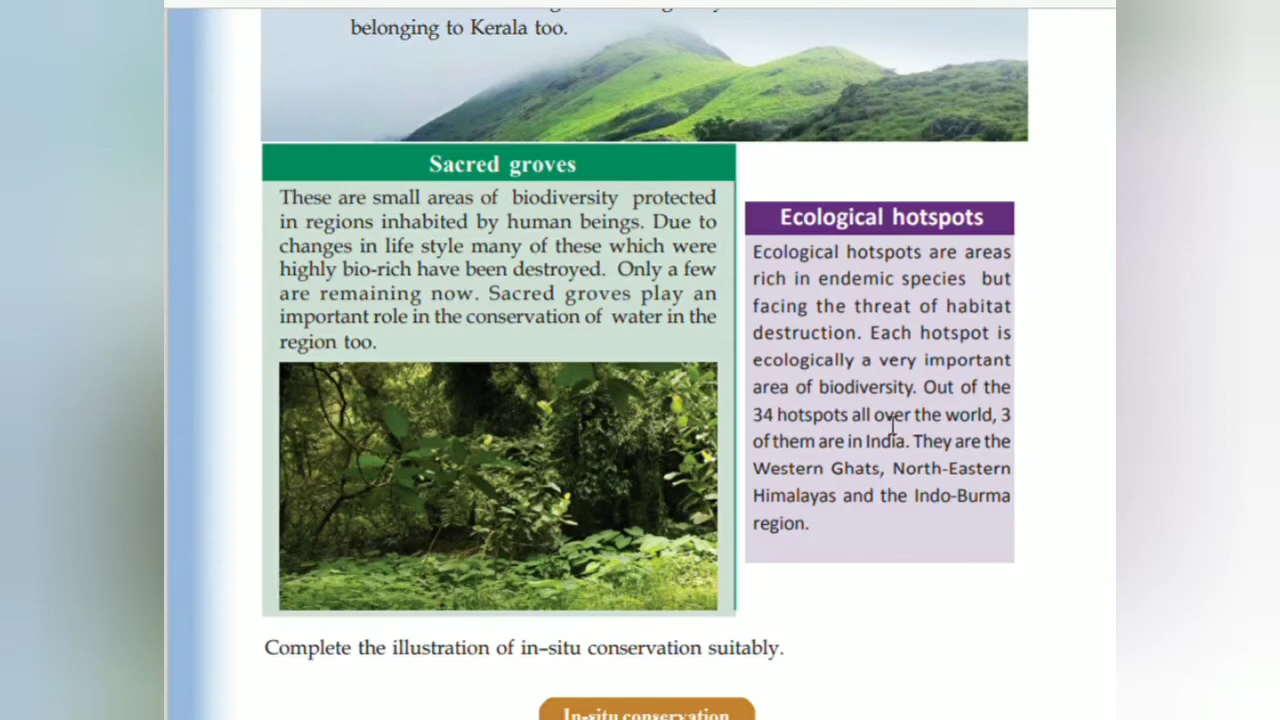 belonging to Kerala too.
Sacred groves
These are small areas of biodiversity protected
in regions inhabited by human beings. Due to
changes in life style many of these which were
highly bio-rich have been destroyed. Only a few
are remaining now. Sacred groves play an
important role in the conservation of water in the
region too.
Ecological hotspots
Ecological hotspots are areas
rich in endemic species but
facing the threat of habitat
destruction. Each hotspot is
ecologically a very important
area of biodiversity. Out of the
34 hotspots all over the world, 3
of them are in India. They are the
Western Ghats, North-Eastern
Himalayas and the Indo-Burma
region.
Complete the illustration of in–situ conservation suitably.
In-situ conservation